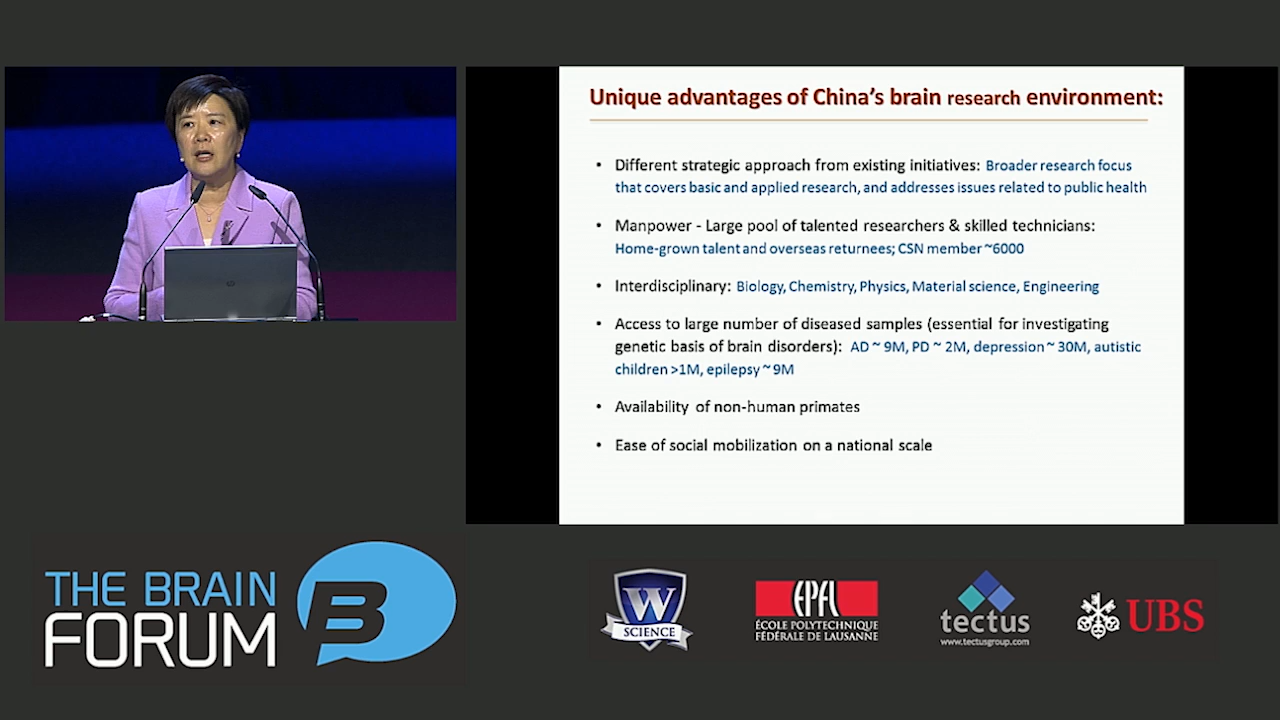 Unique advantages of China's brain research environment:
• Different strategic approach from existing initiatives: Broader research focus
that covers basic and applied research, and addresses issues related to public health
• Manpower - Large pool of talented researchers & skilled technicians:
Home-grown talent and overseas returnees; CSN member ~6000
• Interdisciplinary: Biology, Chemistry, Physics, Material science, Engineering
• Access to large number of diseased samples (essential for investigating
genetic basis of brain disorders): AD ~ 9M, PD ~ 2M, depression ~ 30M, autistic
children >1M, epilepsy ~ 9M
• Availability of non-human primates
• Ease of social mobilization on a national scale
THE BRAIN
FORUM
B
W
SCIENCE
EPFL
ÉCOLE POLYTECHNIQUE
FÉDÉRALE DE LAUSANNE
tectus
www.tectusgroup.com
UBS